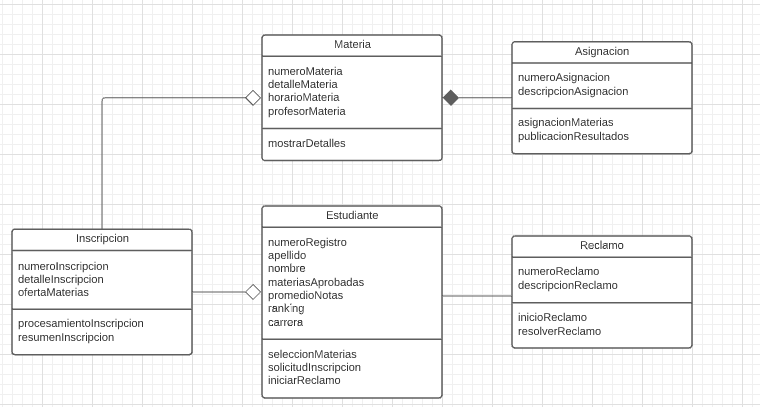 Materia
numeroMateria
detalleMateria
horarioMateria
profesorMateria
mostrarDetalles
Asignacion
numeroAsignacion
descripcionAsignacion
asignacionMaterias
publicacionResultados
Inscripcion
numeroInscripcion
detalleInscripcion
ofertaMaterias
procesamientoInscripcion
resumenInscripcion
Estudiante
numeroRegistro
apellido
nombre
materiasAprobadas
promedioNotas
ranking
carrera
seleccionMaterias
solicitudInscripcion
iniciarReclamo
Reclamo
numeroReclamo
descripcionReclamo
inicioReclamo
resolverReclamo